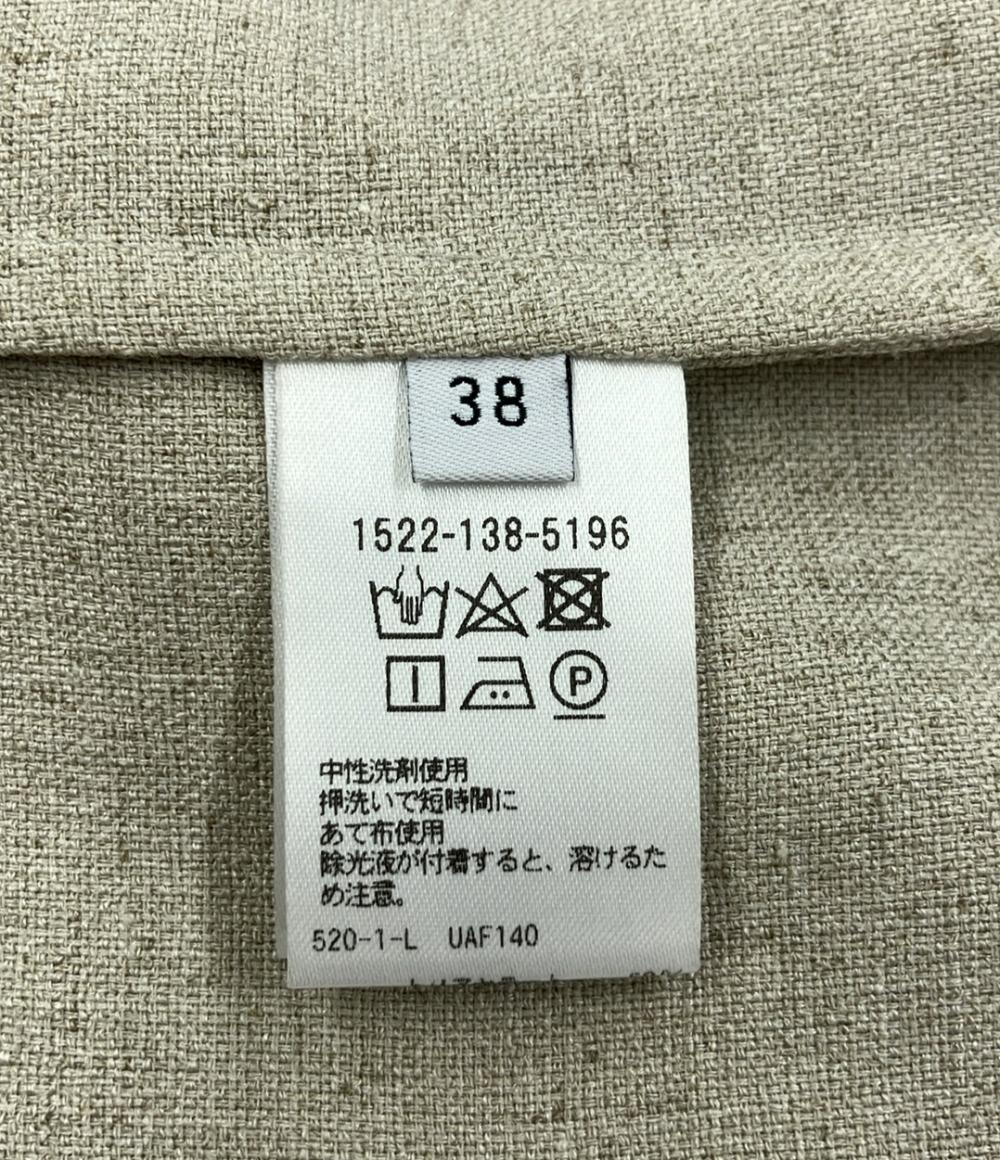 38
1522-138-5196
P
中性洗剤使用
押洗いで短時間に
あて布使用
除光液が付着すると、溶けるた
め注意。
520-1-L UAF140